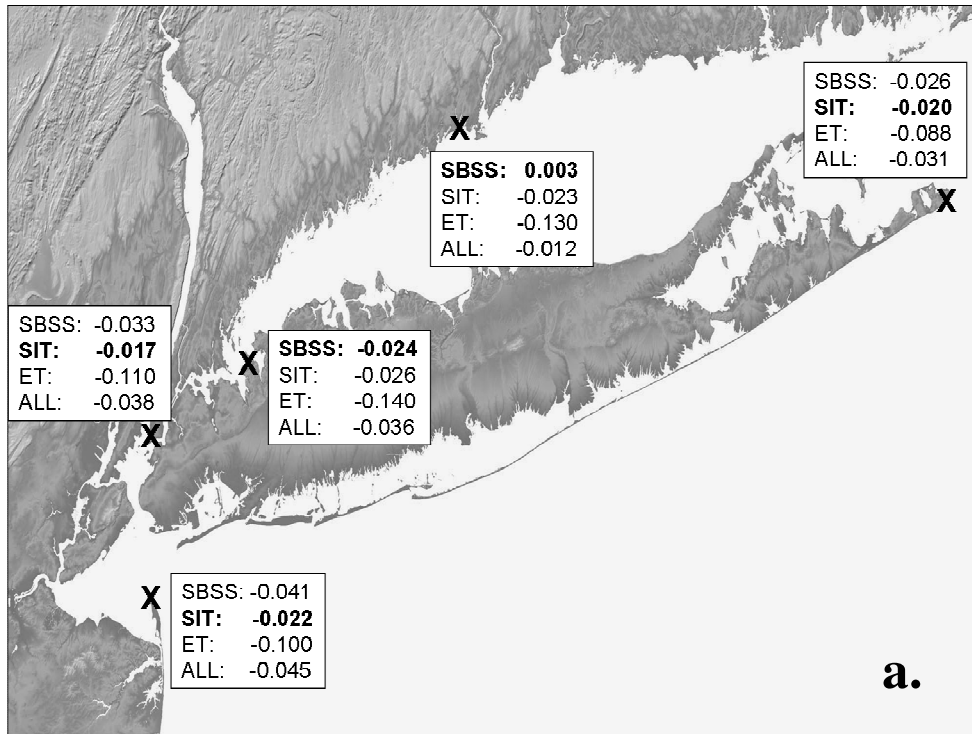 SBSS: -0.026
SIT: -0.020
ET: -0.088
ALL: -0.031
X
X
SBSS: 0.003
SIT: -0.023
ET: -0.130
ALL: -0.012
SBSS: -0.033
SIT: -0.017
ET: -0.110
ALL: -0.038
X
X
SBSS: -0.024
SIT: -0.026
ET: -0.140
ALL: -0.036
X
SBSS: -0.041
SIT: -0.022
ET: -0.100
ALL: -0.045
a.